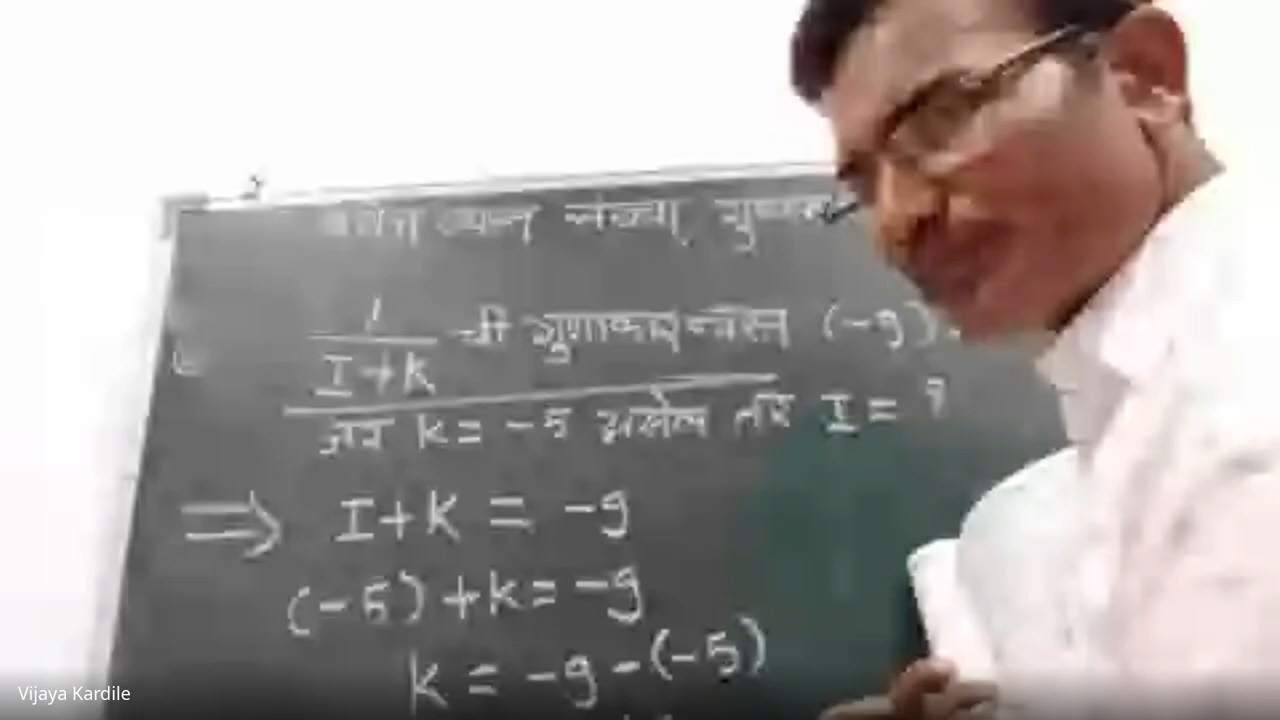 1
I+k ची गुणाकार व्यस्त (-9)
जर k = -5 असेल तर I = ?
⇒ I+k = -9
(-5) +k = -9
k = -9 - (-5)
Vijaya Kardile